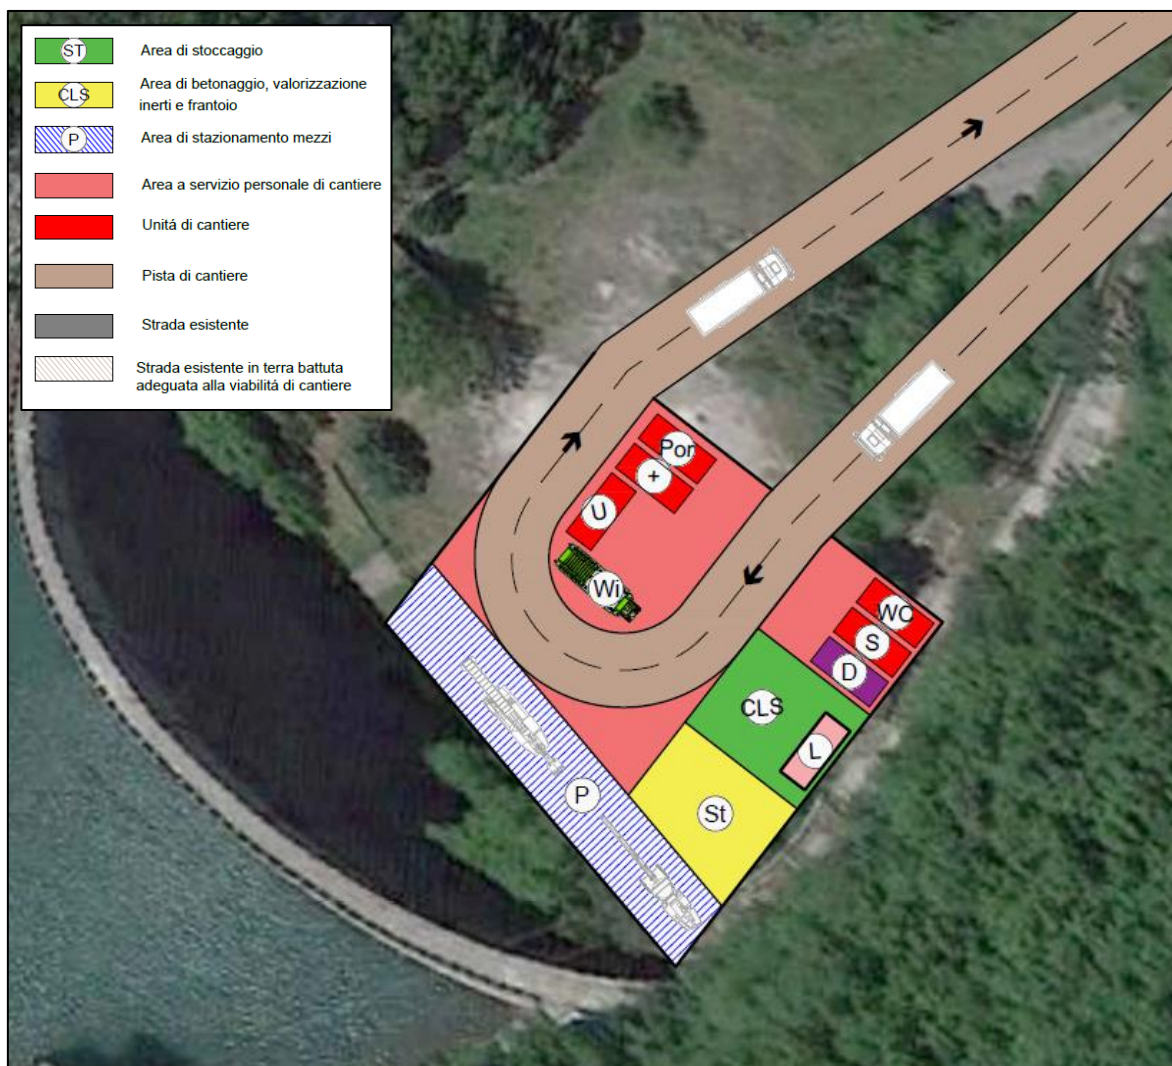 ST
Area di stoccaggio
CLS
Area di betonaggio, valorizzazione
inerti e frantoio
P
Area di stazionamento mezzi
Area a servizio personale di cantiere
Unitá di cantiere
Pista di cantiere
Strada esistente
Strada esistente in terra battuta
adeguata alla viabilitá di cantiere
Por
+
U
Wi
WC
S
D
CLS
L
P
St